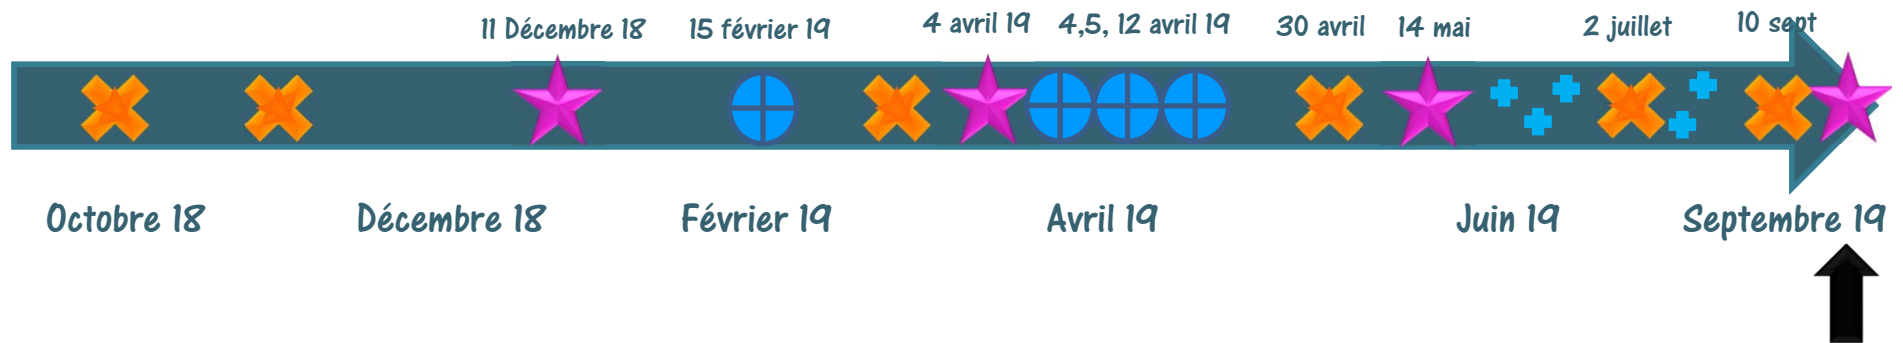 11 Décembre 18 15 février 19 4 avril 19 4,5, 12 avril 19 30 avril 14 mai 2 juillet 10 sept
Octobre 18 Décembre 18 Février 19 Avril 19 Juin 19 Septembre 19